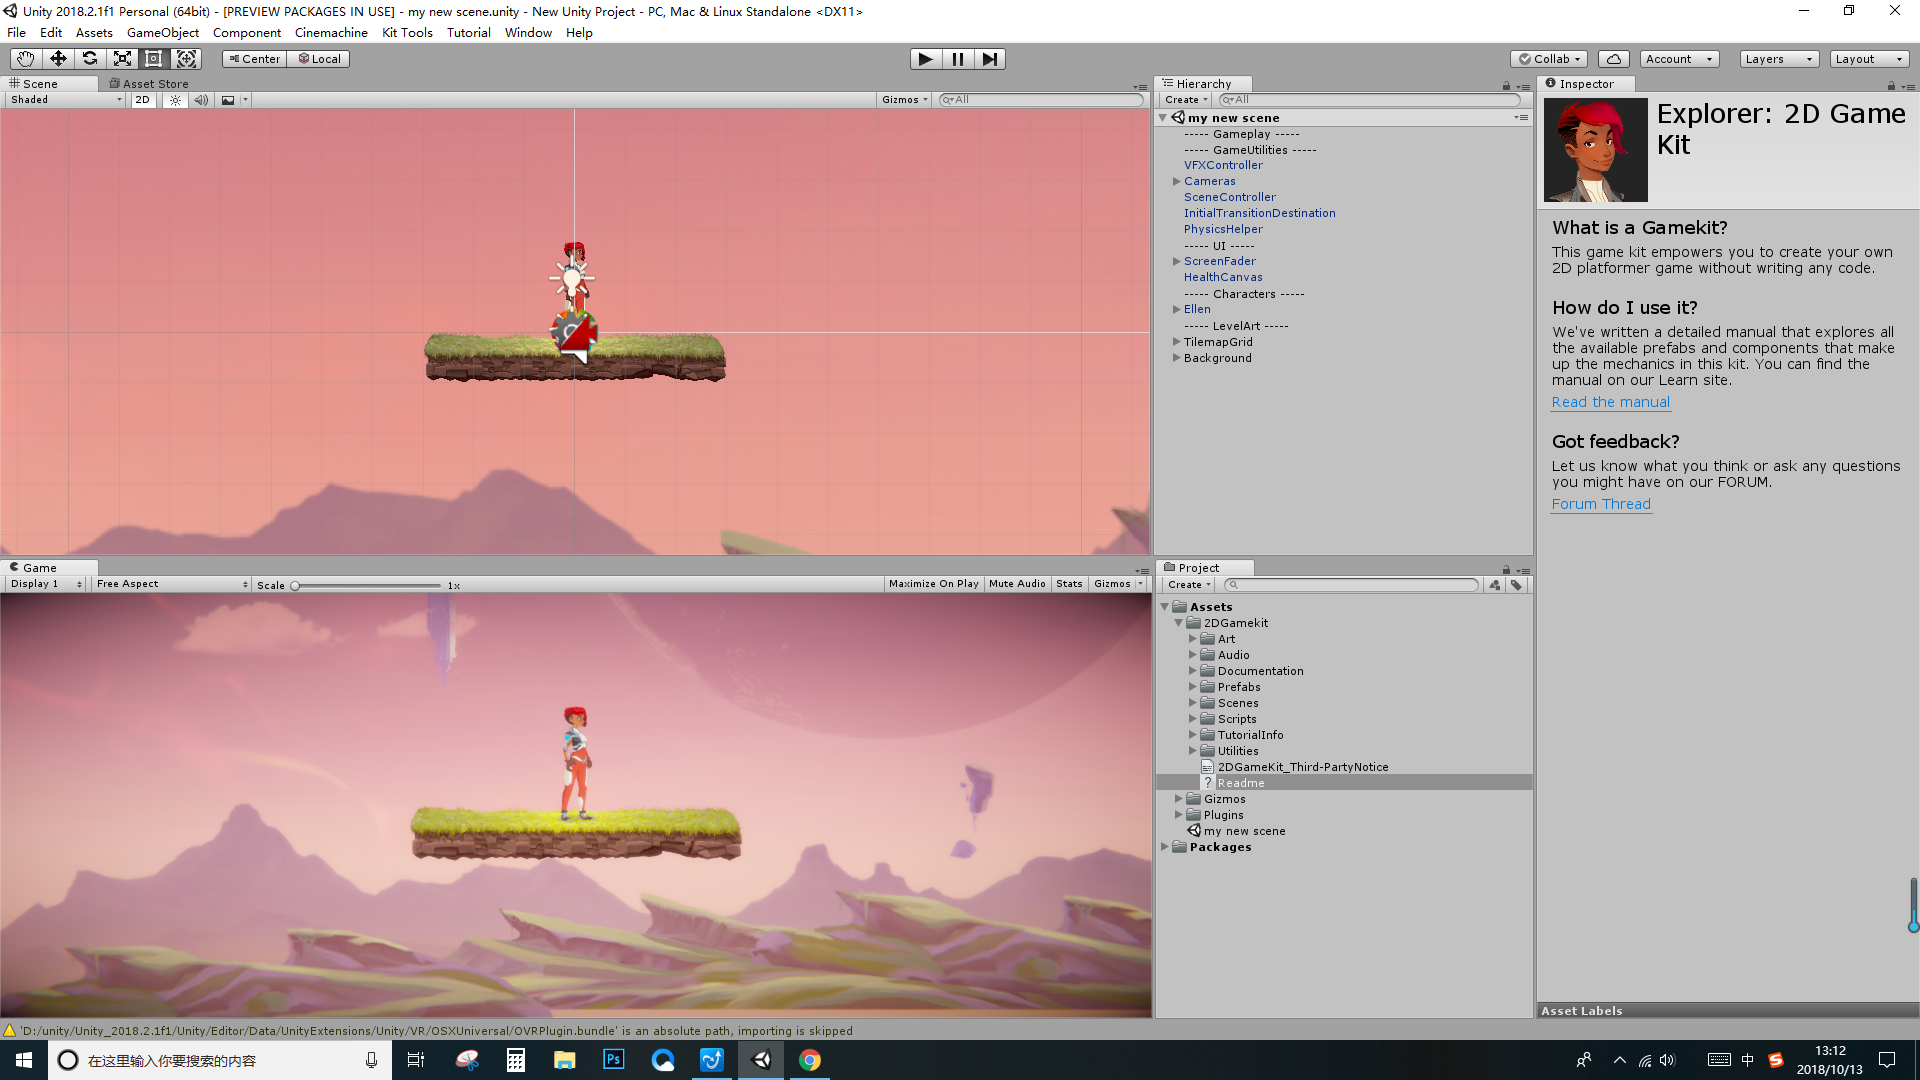 Unity 2018.2.1f1 Personal (64bit) - [PREVIEW PACKAGES IN USE] - my new scene.unity - New Unity Project - PC, Mac & Linux Standalone <DX11>
File Edit Assets GameObject Component Cinemachine Kit Tools Tutorial Window Help
Center Local
Collab Account Layers Layout
Scene Asset Store
Shaded 2D Gizmos All
Hierarchy
Create All
my new scene
----- Gameplay -----
----- GameUtilities -----
VFXController
Cameras
SceneController
InitialTransitionDestination
PhysicsHelper
----- UI -----
ScreenFader
HealthCanvas
----- Characters -----
Ellen
----- LevelArt -----
TilemapGrid
Background
Inspector
Explorer: 2D Game
Kit
What is a Gamekit?
This game kit empowers you to create your own
2D platformer game without writing any code.
How do I use it?
We've written a detailed manual that explores all
the available prefabs and components that make
up the mechanics in this kit. You can find the
manual on our Learn site.
Read the manual
Got feedback?
Let us know what you think or ask any questions
you might have on our FORUM.
Forum Thread
Asset Labels
Game
Display 1 Free Aspect Scale 1x Maximize On Play Mute Audio Stats Gizmos
Project
Create
Assets
2DGamekit
Art
Audio
Documentation
Prefabs
Scenes
Scripts
TutorialInfo
Utilities
2DGameKit_Third-PartyNotice
Readme
Gizmos
Plugins
my new scene
Packages
'D:/unity/Unity_2018.2.1f1/Unity/Editor/Data/UnityExtensions/Unity/VR/OSXUniversal/OVRPlugin.bundle' is an absolute path, importing is skipped
在这里输入你要搜索的内容
Ps
中
S
13:12
2018/10/13